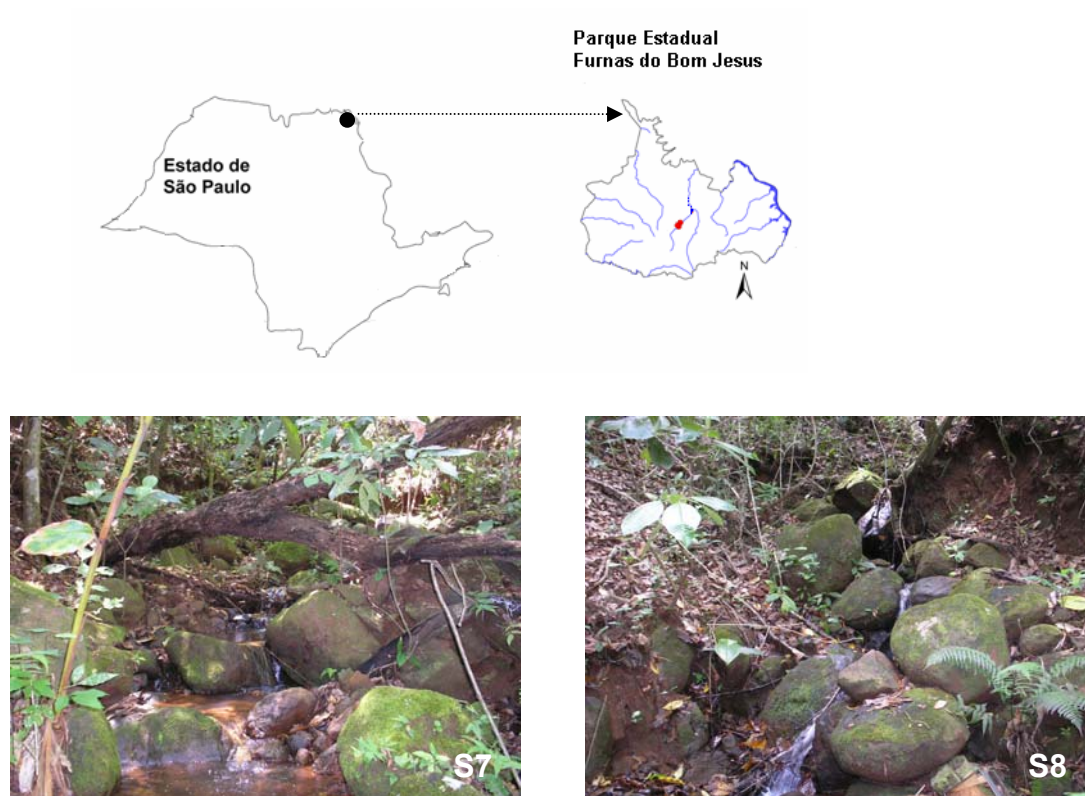 Parque Estadual
Furnas do Bom Jesus
Estado de
São Paulo
N
S7
S8